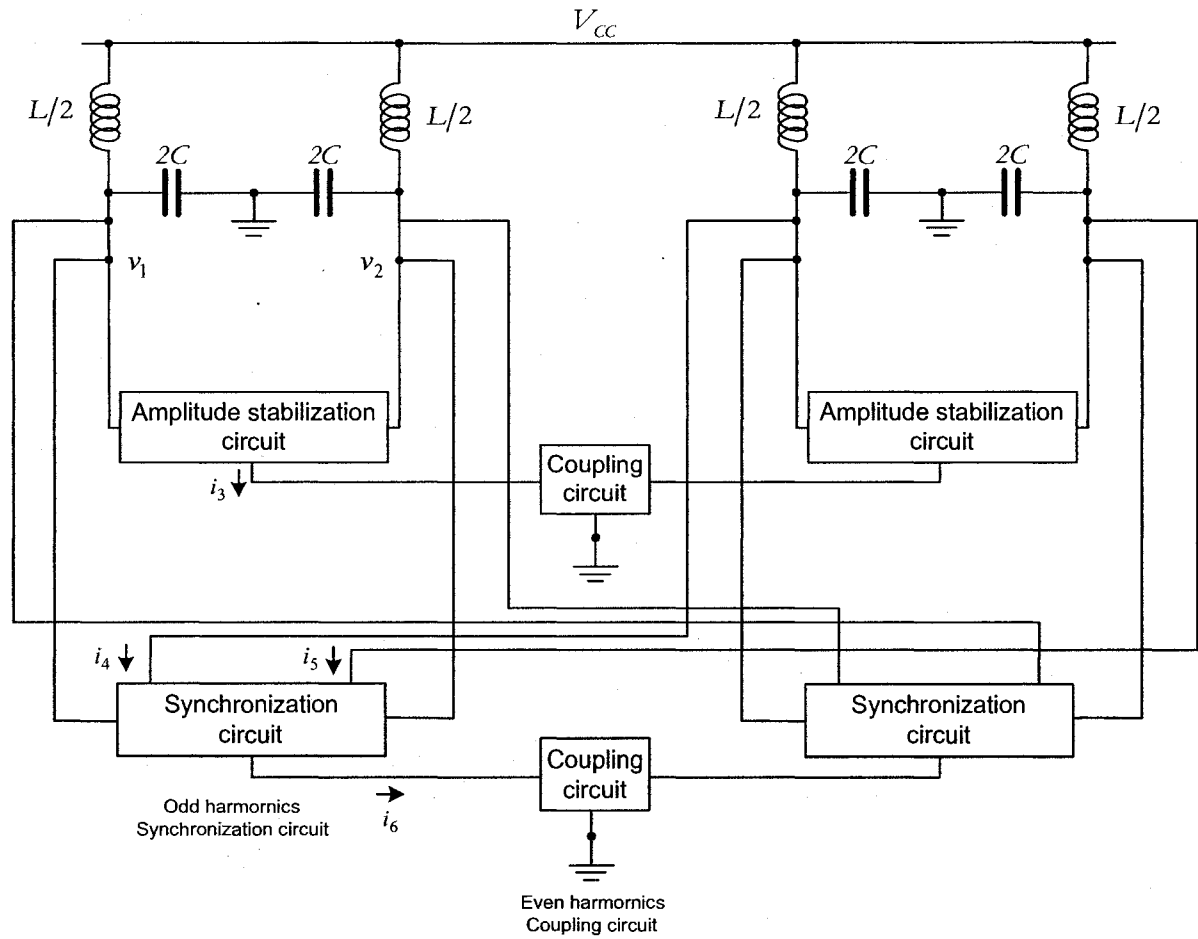 V_CC
L/2
L/2
L/2
L/2
2C
2C
2C
2C
v_1
v_2
Amplitude stabilization
circuit
Amplitude stabilization
circuit
Coupling
circuit
i_3
i_4
i_5
Synchronization
circuit
Synchronization
circuit
Coupling
circuit
i_6
Odd harmornics
Synchronization circuit
Even harmornics
Coupling circuit